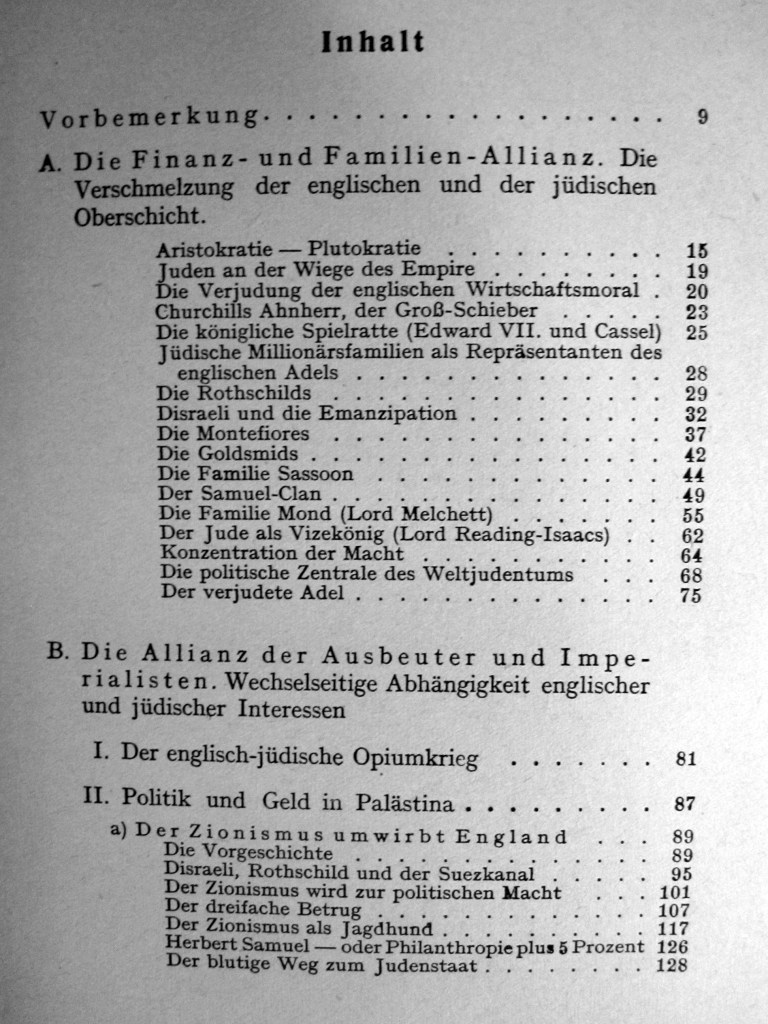 Inhalt
Vorbemerkung. . . . . . . . . . . . . . . . . . 9
A. Die Finanz- und Familien-Allianz. Die
Verschmelzung der englischen und der jüdischen
Oberschicht.
Aristokratie — Plutokratie . . . . . . . . . . 15
Juden an der Wiege des Empire . . . . . . . . 19
Die Verjudung der englischen Wirtschaftsmoral . 20
Churchills Ahnherr, der Groß-Schieber . . . . . 23
Die königliche Spielratte (Edward VII. und Cassel) 25
Jüdische Millionärsfamilien als Repräsentanten des
englischen Adels . . . . . . . . . . . . . . 28
Die Rothschilds . . . . . . . . . . . . . . . 29
Disraeli und die Emanzipation . . . . . . . . . 32
Die Montefiores . . . . . . . . . . . . . . . 37
Die Goldsmids . . . . . . . . . . . . . . . . 42
Die Familie Sassoon . . . . . . . . . . . . . 44
Der Samuel-Clan . . . . . . . . . . . . . . . 49
Die Familie Mond (Lord Melchett) . . . . . . . 55
Der Jude als Vizekönig (Lord Reading-Isaacs) . . 62
Konzentration der Macht . . . . . . . . . . . 64
Die politische Zentrale des Weltjudentums . . . 68
Der verjudete Adel . . . . . . . . . . . . . . 75
B. Die Allianz der Ausbeuter und Impe-
rialisten. Wechselseitige Abhängigkeit englischer
und jüdischer Interessen
I. Der englisch-jüdische Opiumkrieg . . . . . . . 81
II. Politik und Geld in Palästina . . . . . . . . . 87
a) Der Zionismus umwirbt England . . . 89
Die Vorgeschichte . . . . . . . . . . . . . . 89
Disraeli, Rothschild und der Suezkanal . . . . . 95
Der Zionismus wird zur politischen Macht . . . 101
Der dreifache Betrug . . . . . . . . . . . . . 107
Der Zionismus als Jagdhund . . . . . . . . . . 117
Herbert Samuel — oder Philanthropie plus 5 Prozent 126
Der blutige Weg zum Judenstaat . . . . . . . . 128